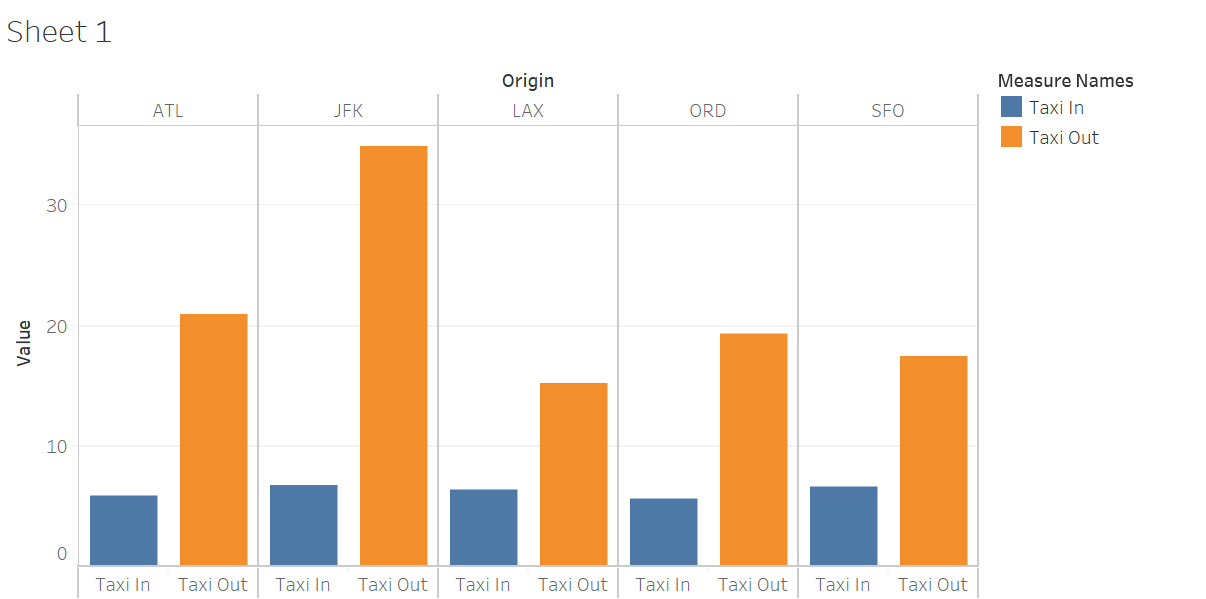 Sheet 1
Origin
Measure Names
ATL JFK LAX ORD SFO
Taxi In
Taxi Out
30
20
10
0
Value
Taxi In Taxi Out Taxi In Taxi Out Taxi In Taxi Out Taxi In Taxi Out Taxi In Taxi Out